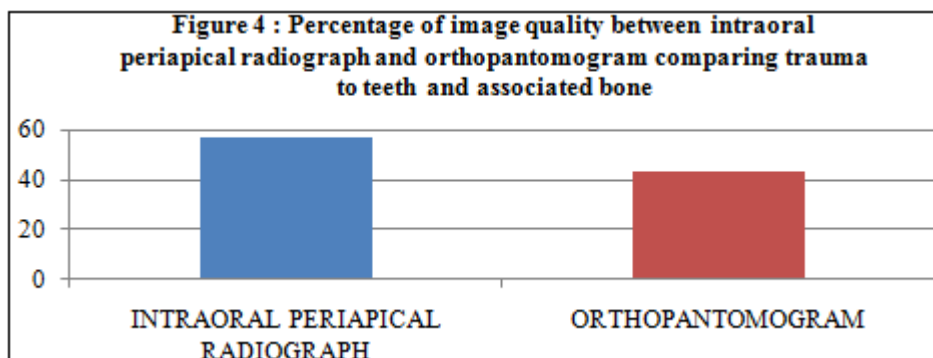 Figure 4 : Percentage of image quality between intraoral
periapical radiograph and orthopantomogram comparing trauma
to teeth and associated bone
60
40
20
0
INTRAORAL PERIAPICAL
RADIOGRAPH
ORTHOPANTOMOGRAM